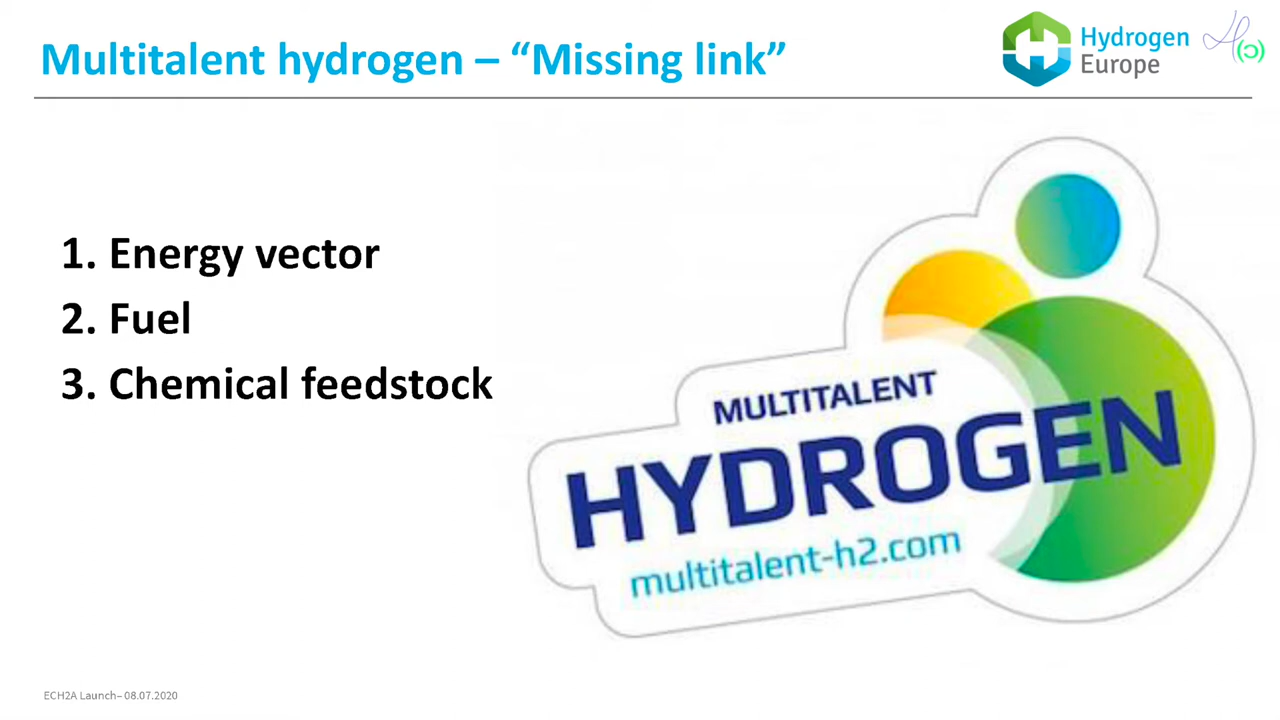 Multitalent hydrogen – “Missing link”
Hydrogen
Europe
1. Energy vector
2. Fuel
3. Chemical feedstock
MULTITALENT
HYDROGEN
multitalent-h2.com
ECH2A Launch– 08.07.2020